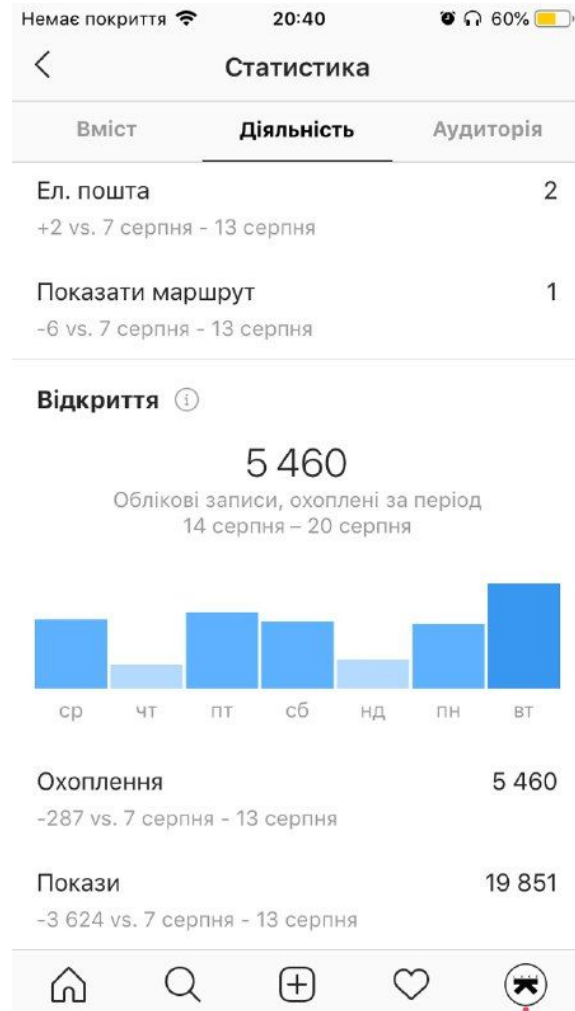 Немає покриття 20:40 60%
Статистика
Вміст Діяльність Аудиторія
Ел. пошта 2
+2 vs. 7 серпня - 13 серпня
Показати маршрут 1
-6 vs. 7 серпня - 13 серпня
Відкриття
5 460
Облікові записи, охоплені за період
14 серпня – 20 серпня
ср чт пт сб нд пн вт
Охоплення 5 460
-287 vs. 7 серпня - 13 серпня
Покази 19 851
-3 624 vs. 7 серпня - 13 серпня